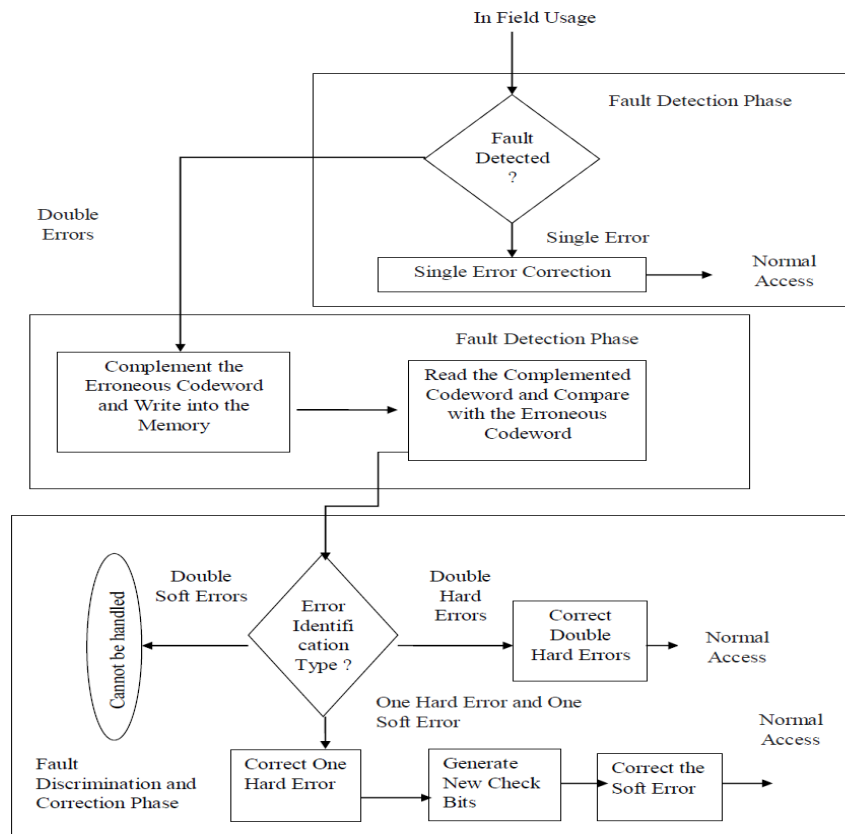 In Field Usage
Fault Detection Phase
Fault
Detected
?
Double
Errors
Single Error
Single Error Correction
Normal
Access
Fault Detection Phase
Complement the
Erroneous Codeword
and Write into the
Memory
Read the Complemented
Codeword and Compare
with the Erroneous
Codeword
Double
Soft Errors
Cannot be handled
Error
Identifi
cation
Type ?
Double
Hard
Errors
Correct
Double
Hard Errors
Normal
Access
One Hard Error and One
Soft Error
Fault
Discrimination and
Correction Phase
Correct One
Hard Error
Generate
New Check
Bits
Correct the
Soft Error
Normal
Access